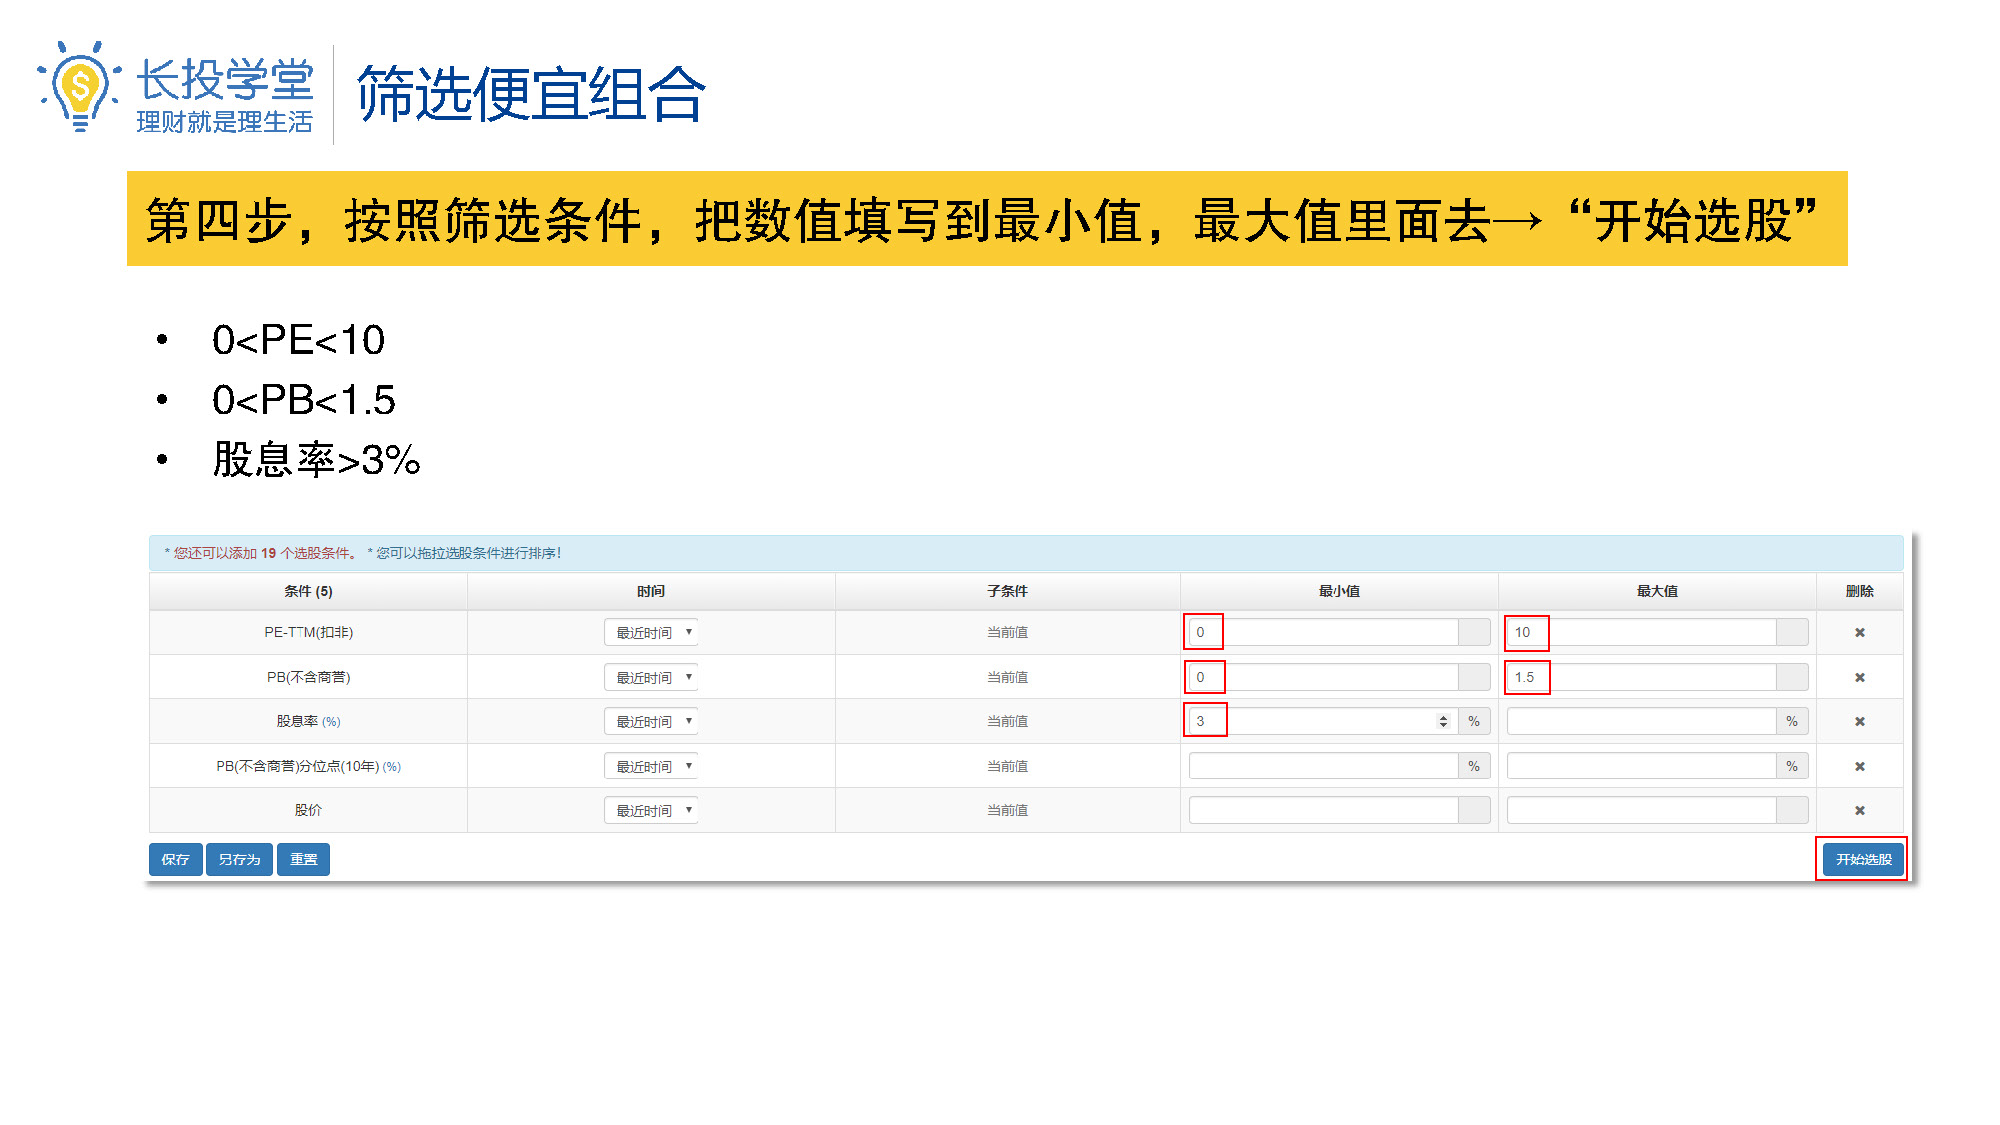 长投学堂
理财就是理生活
筛选便宜组合
第四步，按照筛选条件，把数值填写到最小值，最大值里面去→“开始选股”
• 0<PE<10
• 0<PB<1.5
• 股息率>3%
* 您还可以添加 19 个选股条件。 * 您可以拖拉选股条件进行排序!
条件 (5) 时间 子条件 最小值 最大值 删除
PE-TTM(扣非) 最近时间 ▼ 当前值 0 10 ✖
PB(不含商誉) 最近时间 ▼ 当前值 0 1.5 ✖
股息率 (%) 最近时间 ▼ 当前值 3 % % ✖
PB(不含商誉)分位点(10年) (%) 最近时间 ▼ 当前值 % % ✖
股价 最近时间 ▼ 当前值 ✖
保存 另存为 重置 开始选股